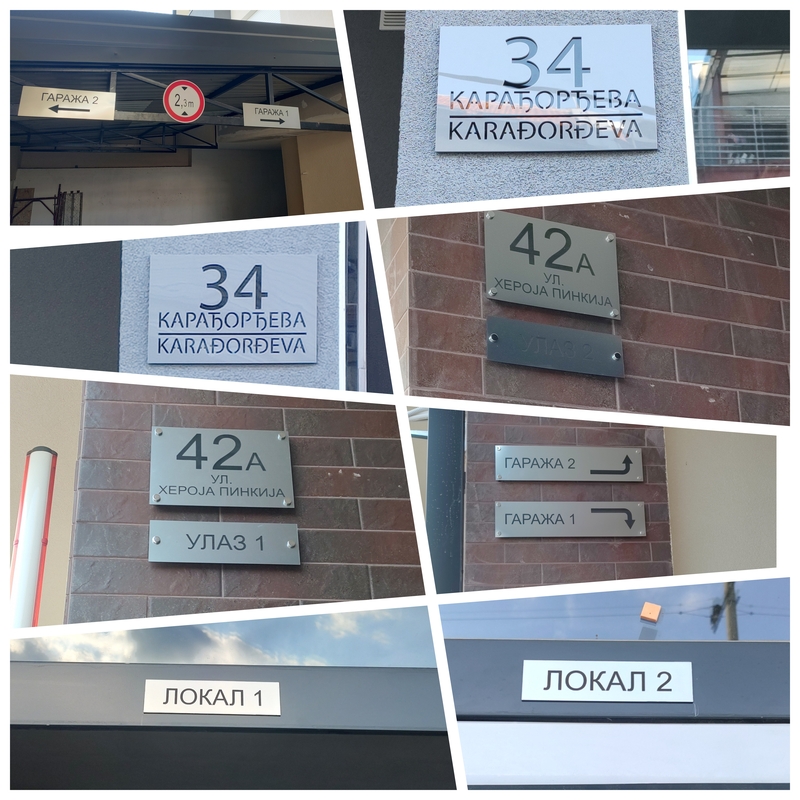 ГАРАЖА 2
2,3m
ГАРАЖА 1
34
КАРАЂОРЂЕВА
KARAĐORĐEVA
34
КАРАЂОРЂЕВА
KARAĐORĐEVA
42А
УЛ.
ХЕРОЈА ПИНКИЈА
УЛАЗ 2
42А
УЛ.
ХЕРОЈА ПИНКИЈА
УЛАЗ 1
ГАРАЖА 2
ГАРАЖА 1
ЛОКАЛ 1
ЛОКАЛ 2